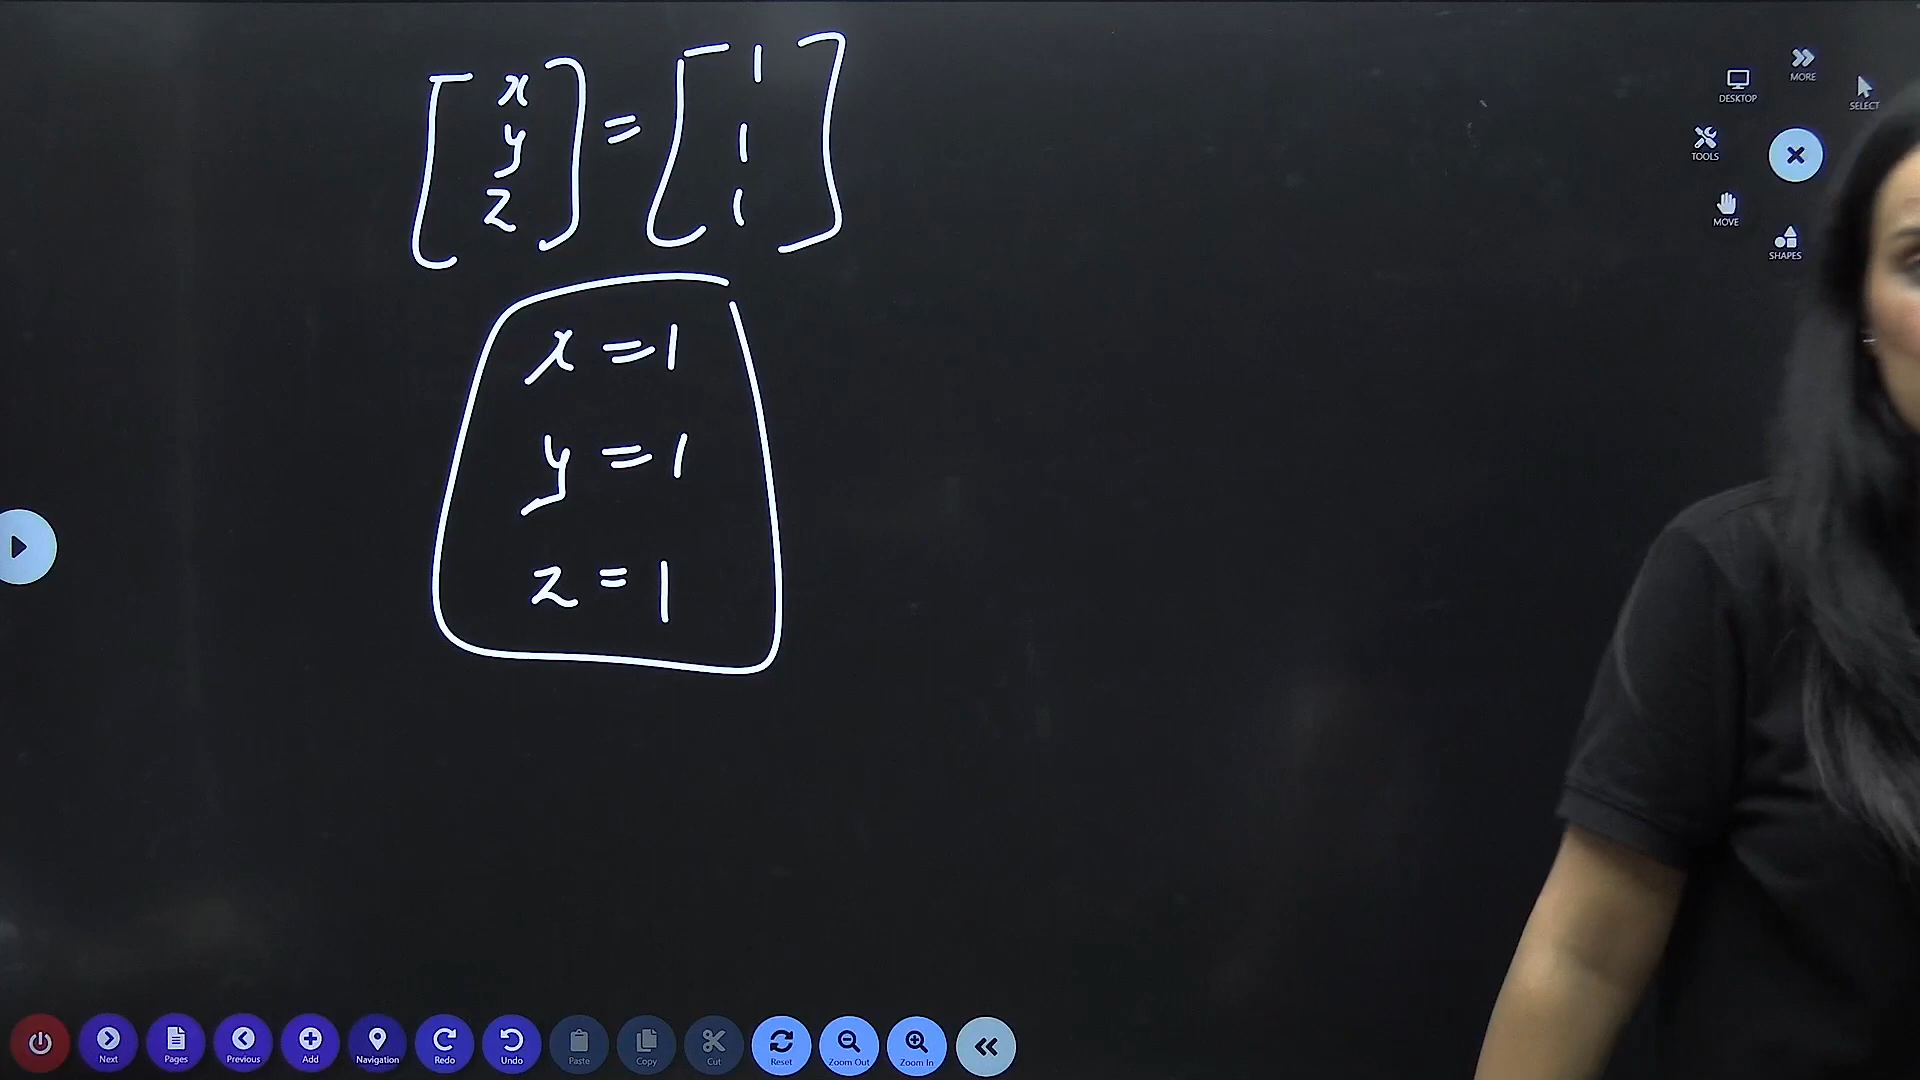 [x y z] = [1 1 1]
x = 1
y = 1
z = 1
MORE
DESKTOP
SELECT
TOOLS
MOVE
SHAPES
Next Pages Previous Add Navigation Redo Undo Paste Copy Cut Reset Zoom Out Zoom In